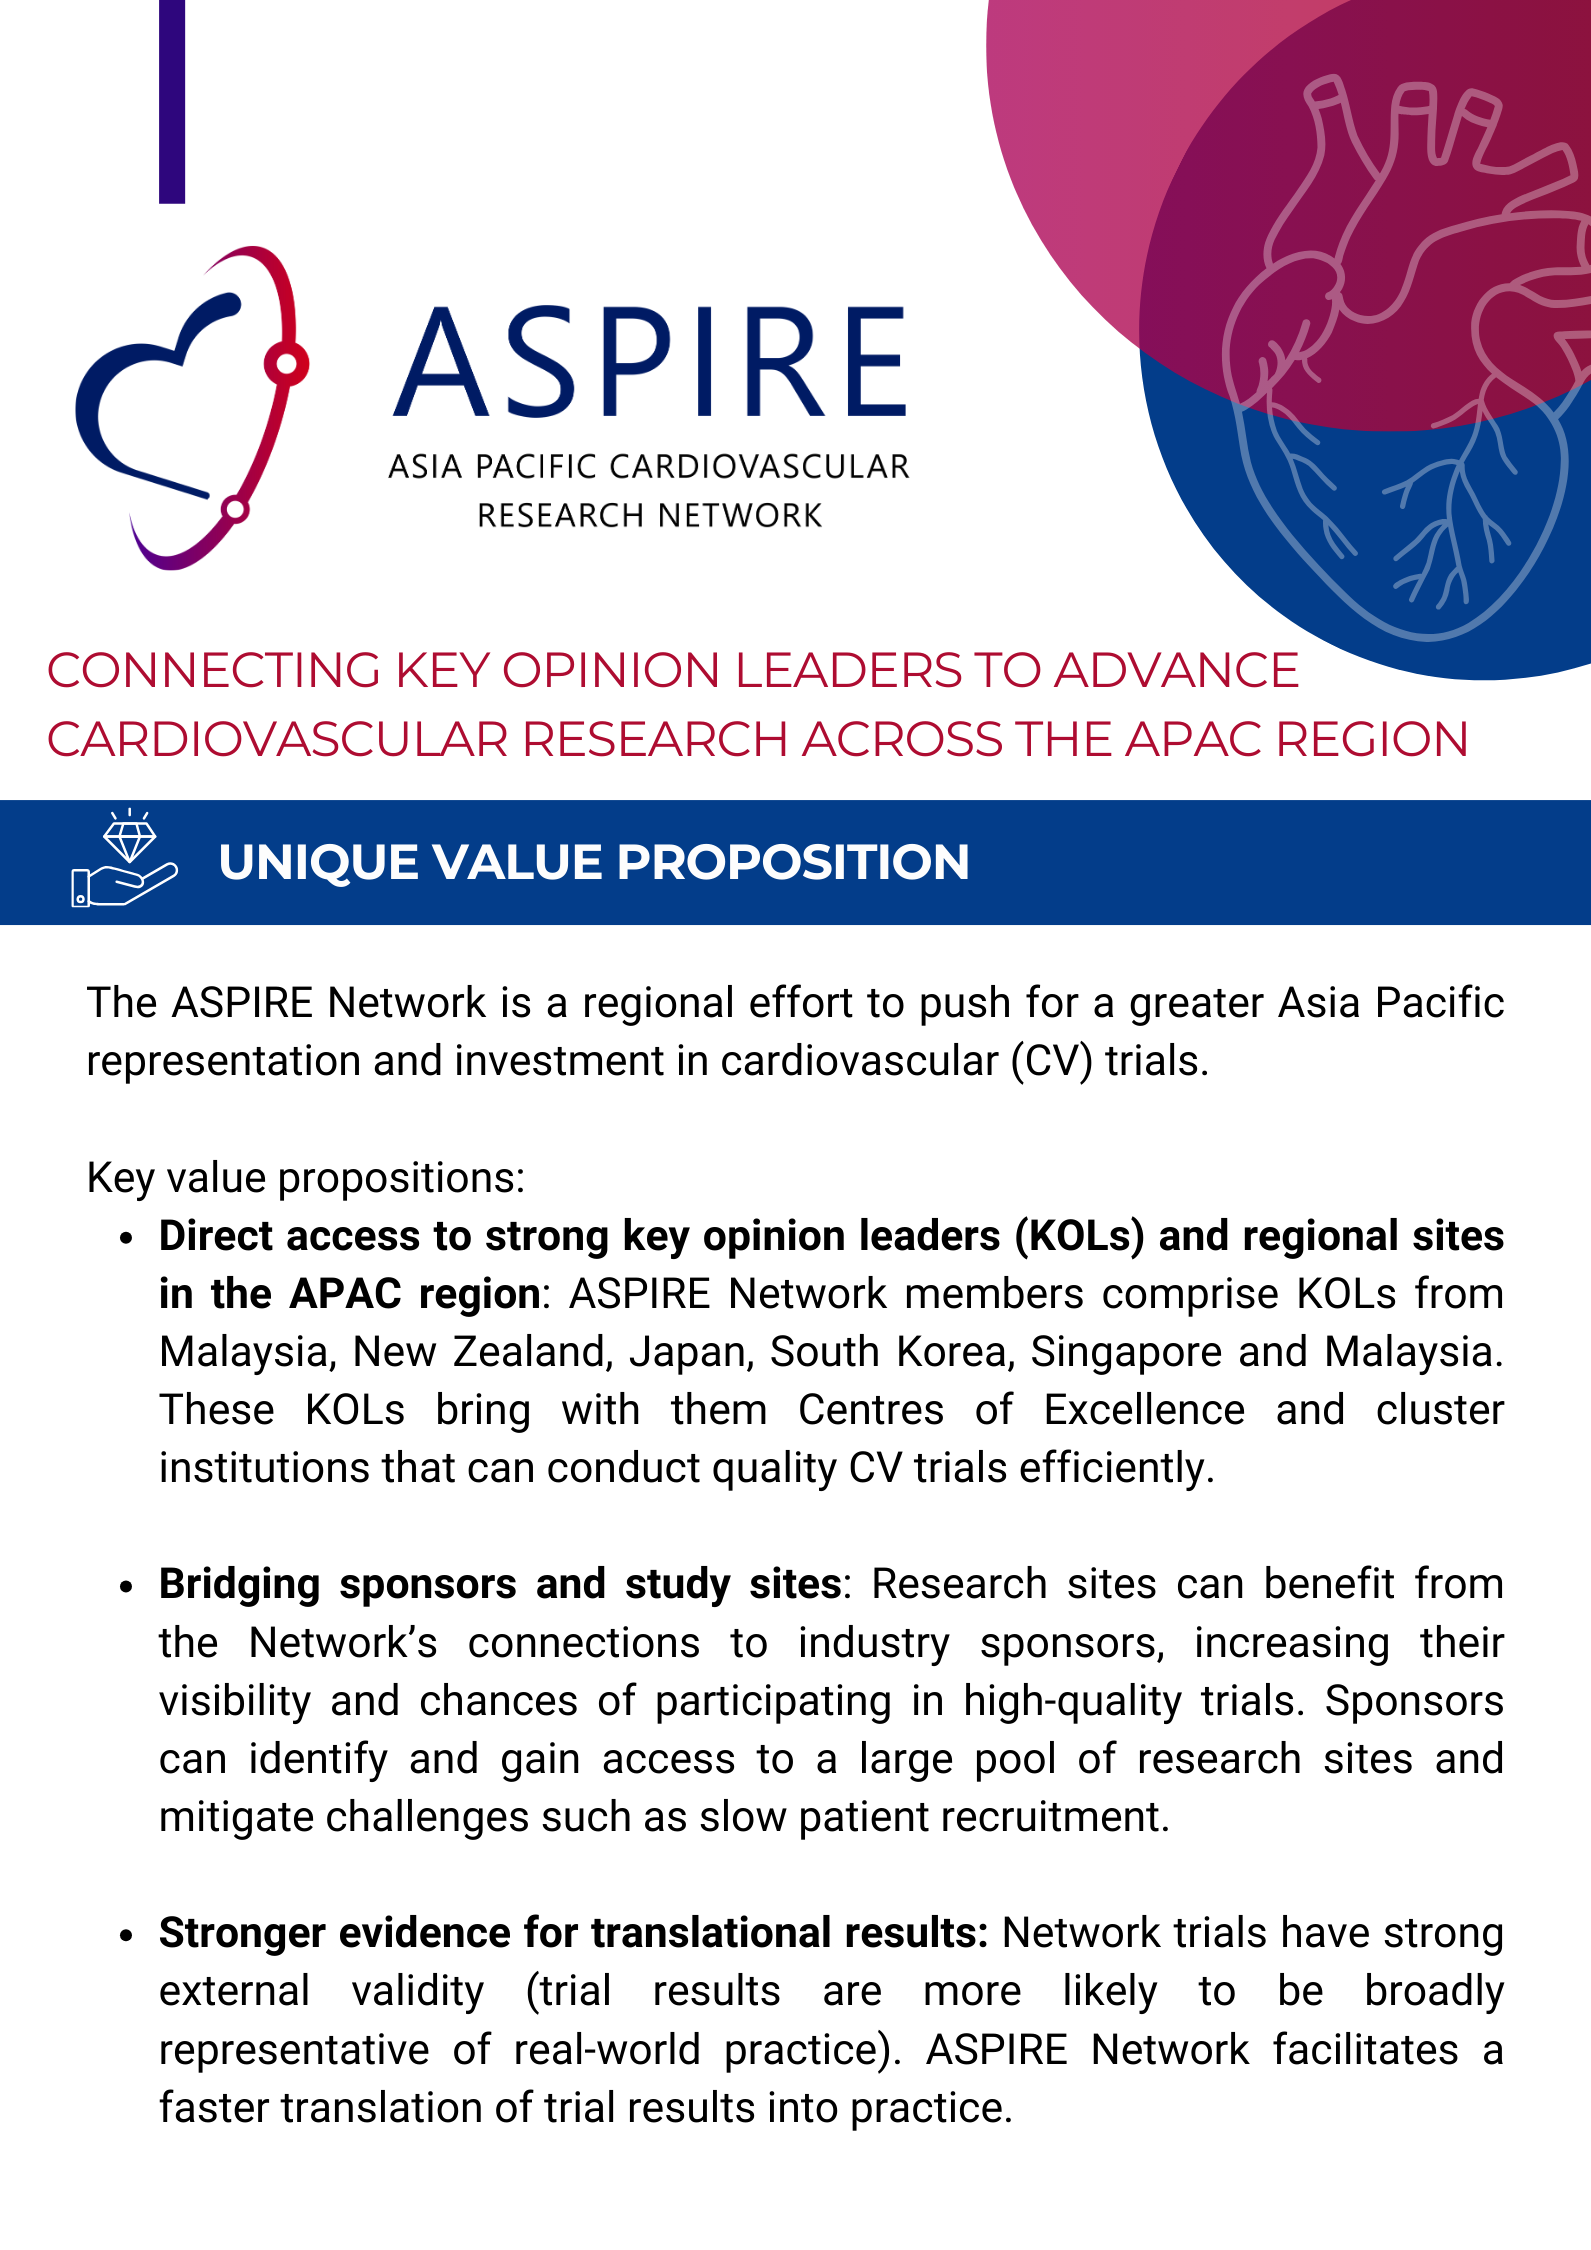 ASPIRE
ASIA PACIFIC CARDIOVASCULAR
RESEARCH NETWORK
CONNECTING KEY OPINION LEADERS TO ADVANCE
CARDIOVASCULAR RESEARCH ACROSS THE APAC REGION
UNIQUE VALUE PROPOSITION
The ASPIRE Network is a regional effort to push for a greater Asia Pacific
representation and investment in cardiovascular (CV) trials.
Key value propositions:
• Direct access to strong key opinion leaders (KOLs) and regional sites
in the APAC region: ASPIRE Network members comprise KOLs from
Malaysia, New Zealand, Japan, South Korea, Singapore and Malaysia.
These KOLs bring with them Centres of Excellence and cluster
institutions that can conduct quality CV trials efficiently.
• Bridging sponsors and study sites: Research sites can benefit from
the Network’s connections to industry sponsors, increasing their
visibility and chances of participating in high-quality trials. Sponsors
can identify and gain access to a large pool of research sites and
mitigate challenges such as slow patient recruitment.
• Stronger evidence for translational results: Network trials have strong
external validity (trial results are more likely to be broadly
representative of real-world practice). ASPIRE Network facilitates a
faster translation of trial results into practice.